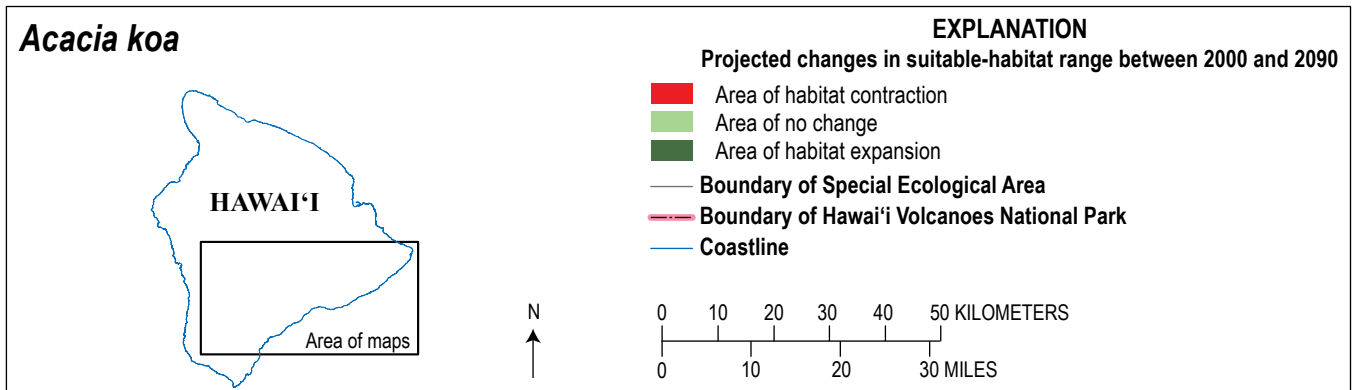 Acacia koa
HAWAIʻI
Area of maps
N
EXPLANATION
Projected changes in suitable-habitat range between 2000 and 2090
Area of habitat contraction
Area of no change
Area of habitat expansion
Boundary of Special Ecological Area
Boundary of Hawaiʻi Volcanoes National Park
Coastline
0 10 20 30 40 50 KILOMETERS
0 10 20 30 MILES